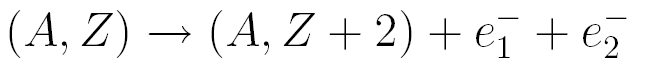 (A, Z) → (A, Z + 2) + e₁⁻ + e₂⁻